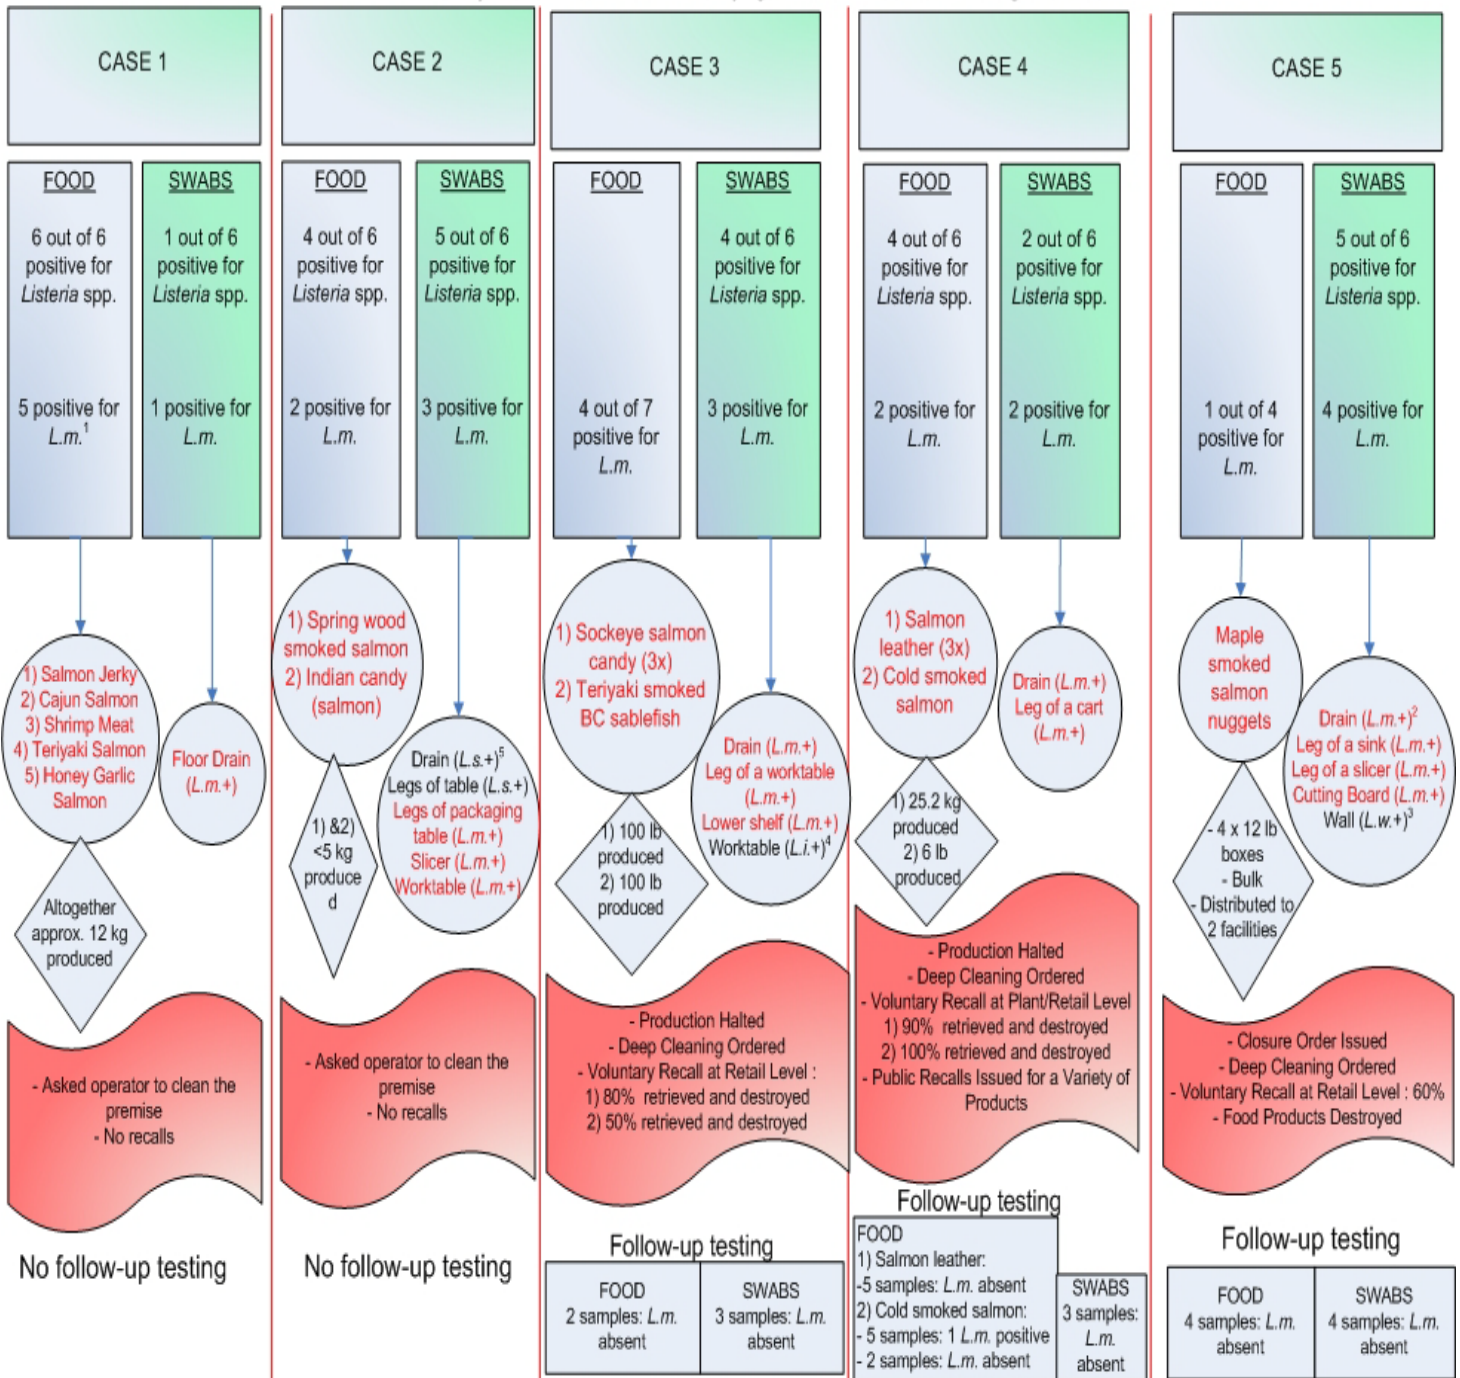 CASE 1
FOOD
6 out of 6
positive for
Listeria spp.
5 positive for
L.m.1
SWABS
1 out of 6
positive for
Listeria spp.
1 positive for
L.m.
1) Salmon Jerky
2) Cajun Salmon
3) Shrimp Meat
4) Teriyaki Salmon
5) Honey Garlic
Salmon
Floor Drain
(L.m.+)
Altogether
approx. 12 kg
produced
- Asked operator to clean the
premise
- No recalls
No follow-up testing
CASE 2
FOOD
4 out of 6
positive for
Listeria spp.
2 positive for
L.m.
SWABS
5 out of 6
positive for
Listeria spp.
3 positive for
L.m.
1) Spring wood
smoked salmon
2) Indian candy
(salmon)
Drain (L.s.+)5
Legs of table (L.s.+)
Legs of packaging
table (L.m.+)
Slicer (L.m.+)
Worktable (L.m.+)
1) &2)
<5 kg
produce
d
- Asked operator to clean the
premise
- No recalls
No follow-up testing
CASE 3
FOOD
4 out of 7
positive for
L.m.
SWABS
4 out of 6
positive for
Listeria spp.
3 positive for
L.m.
1) Sockeye salmon
candy (3x)
2) Teriyaki smoked
BC sablefish
Drain (L.m.+)
Leg of a worktable
(L.m.+)
Lower shelf (L.m.+)
Worktable (L.i.+)4
1) 100 lb
produced
2) 100 lb
produced
- Production Halted
- Deep Cleaning Ordered
- Voluntary Recall at Retail Level :
1) 80% retrieved and destroyed
2) 50% retrieved and destroyed
Follow-up testing
FOOD
2 samples: L.m.
absent
SWABS
3 samples: L.m.
absent
CASE 4
FOOD
4 out of 6
positive for
Listeria spp.
2 positive for
L.m.
SWABS
2 out of 6
positive for
Listeria spp.
2 positive for
L.m.
1) Salmon
leather (3x)
2) Cold smoked
salmon
Drain (L.m.+)
Leg of a cart
(L.m.+)
1) 25.2 kg
produced
2) 6 lb
produced
- Production Halted
- Deep Cleaning Ordered
- Voluntary Recall at Plant/Retail Level
1) 90% retrieved and destroyed
2) 100% retrieved and destroyed
- Public Recalls Issued for a Variety of
Products
Follow-up testing
FOOD
1) Salmon leather:
-5 samples: L.m. absent
2) Cold smoked salmon:
- 5 samples: 1 L.m. positive
- 2 samples: L.m. absent
SWABS
3 samples:
L.m.
absent
CASE 5
FOOD
1 out of 4
positive for
L.m.
SWABS
5 out of 6
positive for
Listeria spp.
4 positive for
L.m.
Maple
smoked
salmon
nuggets
Drain (L.m.+)2
Leg of a sink (L.m.+)
Leg of a slicer (L.m.+)
Cutting Board (L.m.+)
Wall (L.w.+)3
- 4 x 12 lb
boxes
- Bulk
- Distributed to
2 facilities
- Closure Order Issued
- Deep Cleaning Ordered
- Voluntary Recall at Retail Level : 60%
- Food Products Destroyed
Follow-up testing
FOOD
4 samples: L.m.
absent
SWABS
4 samples: L.m.
absent